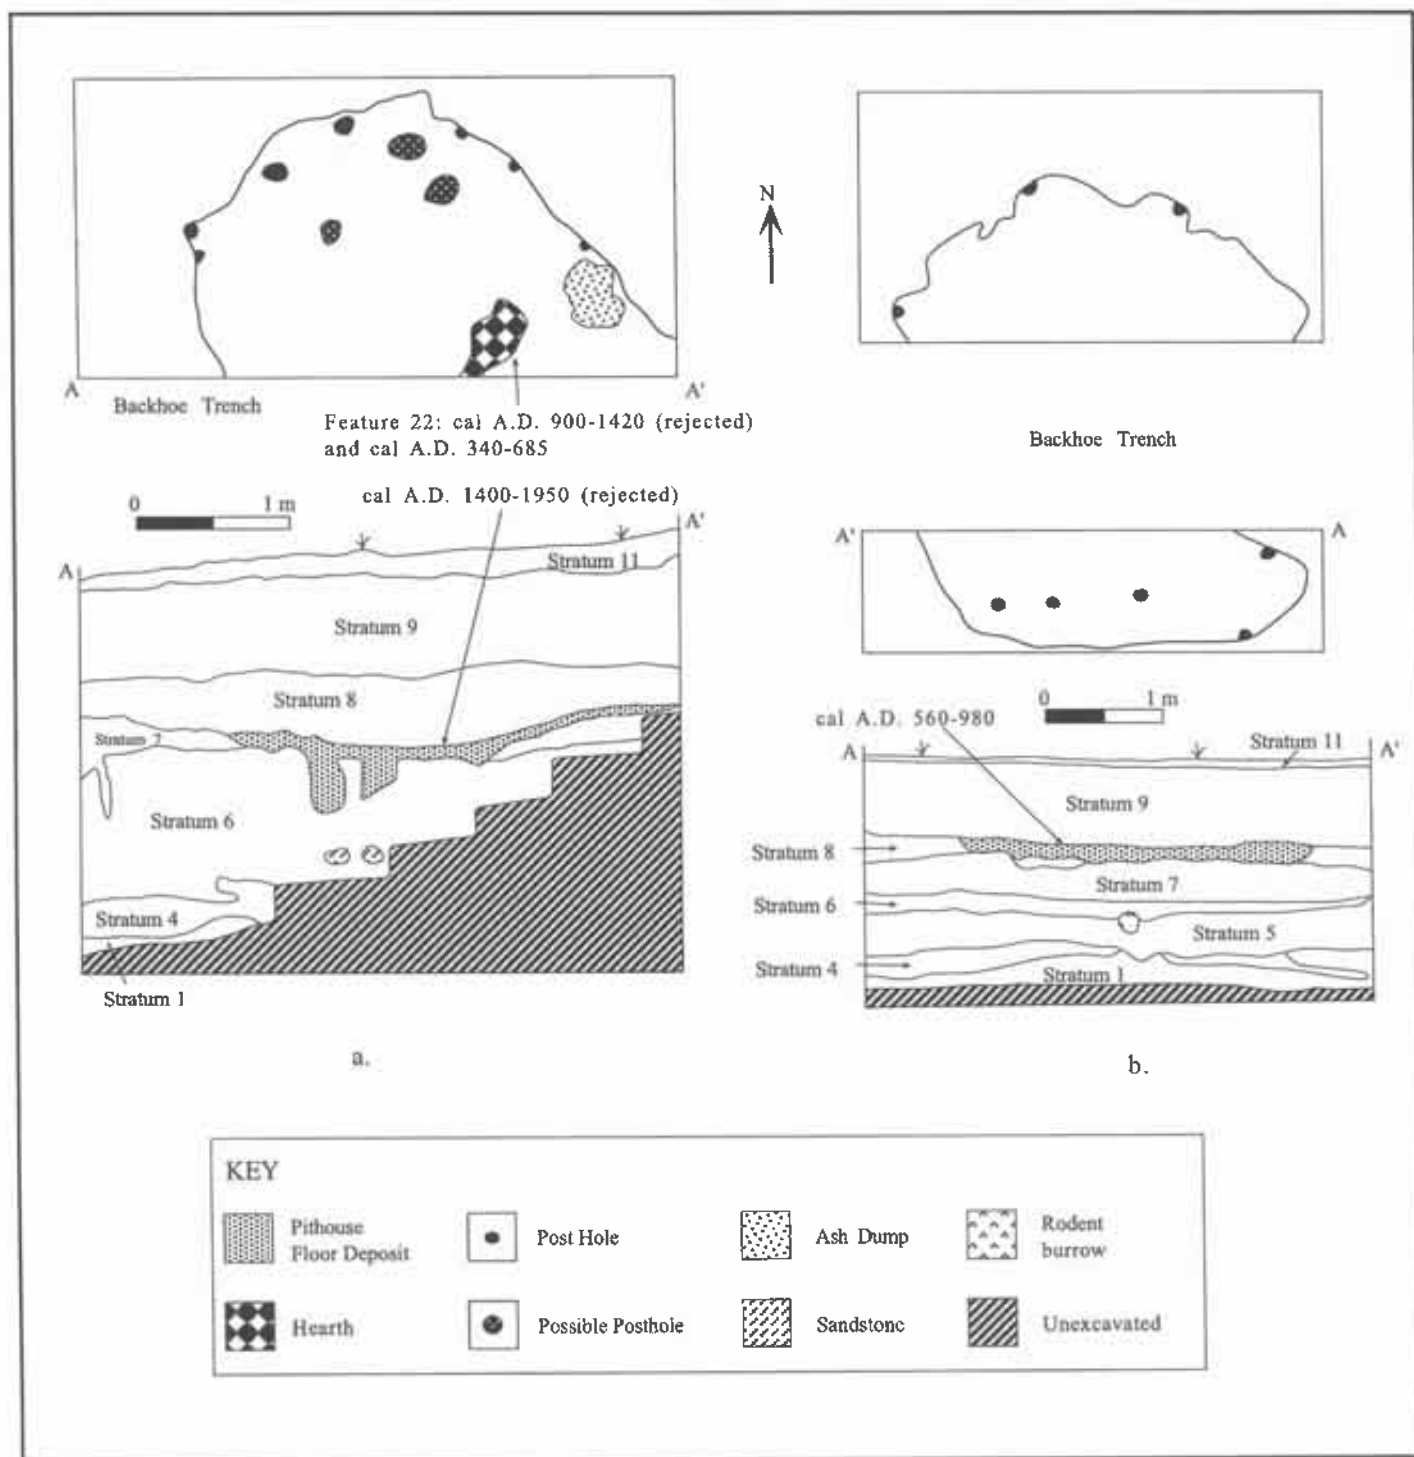 N
A
Backhoe Trench
A'
Feature 22: cal A.D. 900-1420 (rejected)
and cal A.D. 340-685
cal A.D. 1400-1950 (rejected)
0 1 m
A
A'
Stratum 11
Stratum 9
Stratum 8
Stratum 7
Stratum 6
Stratum 4
Stratum 1
a.
Backhoe Trench
A'
A
cal A.D. 560-980
0 1 m
A
A'
Stratum 11
Stratum 9
Stratum 8
Stratum 7
Stratum 6
Stratum 5
Stratum 4
Stratum 1
b.
KEY
Pithouse
Floor Deposit
Post Hole
Ash Dump
Rodent
burrow
Hearth
Possible Posthole
Sandstone
Unexcavated